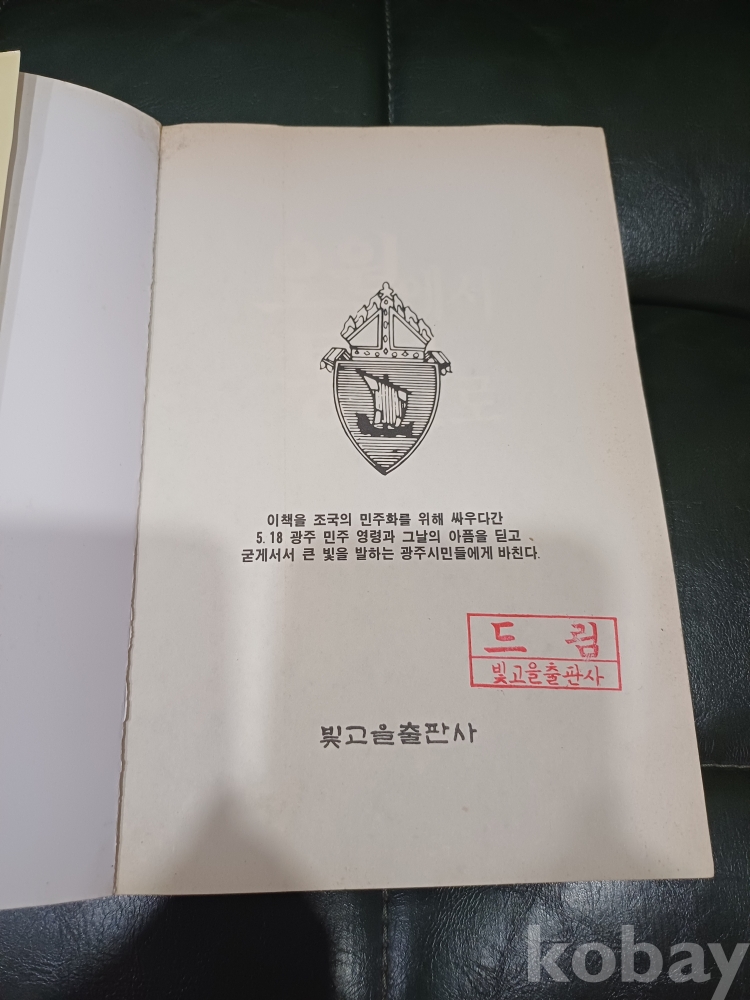 이책을 조국의 민주화를 위해 싸우다간
5.18 광주 민주 영령과 그날의 아픔을 딛고
굳게서서 큰 빛을 발하는 광주시민들에게 바친다.
드 림
빛고을출판사
빛고을출판사
kobay